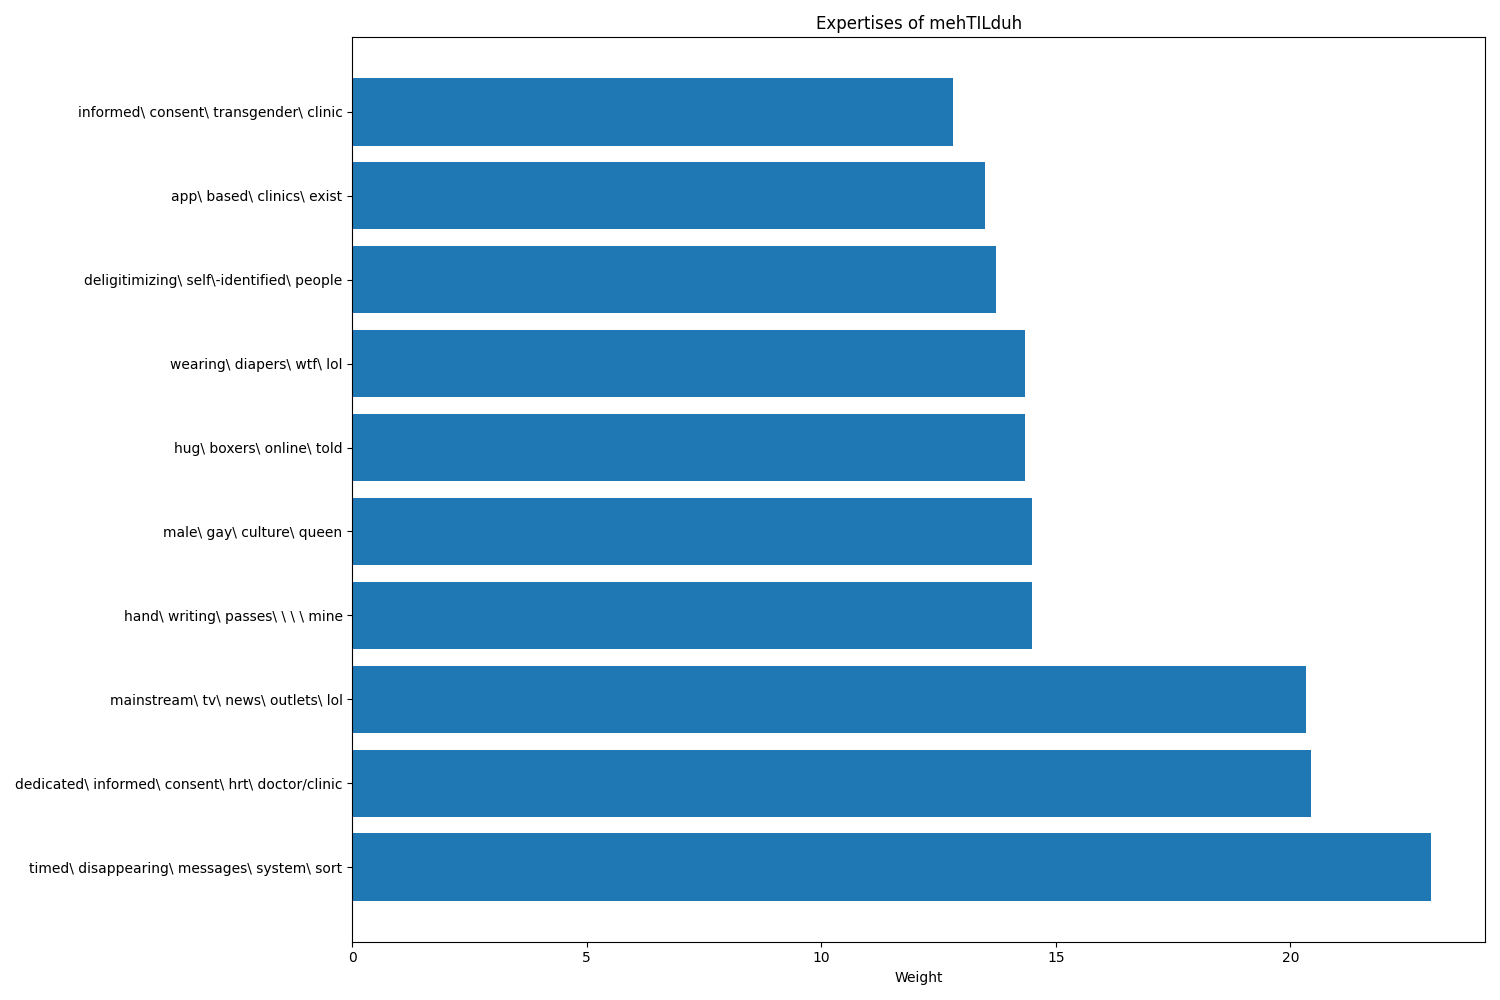 Expertises of mehTILduh
informed\ consent\ transgender\ clinic
app\ based\ clinics\ exist
deligitimizing\ self\-identified\ people
wearing\ diapers\ wtf\ lol
hug\ boxers\ online\ told
male\ gay\ culture\ queen
hand\ writing\ passes\ \ \ \ mine
mainstream\ tv\ news\ outlets\ lol
dedicated\ informed\ consent\ hrt\ doctor/clinic
timed\ disappearing\ messages\ system\ sort
0 5 10 15 20
Weight